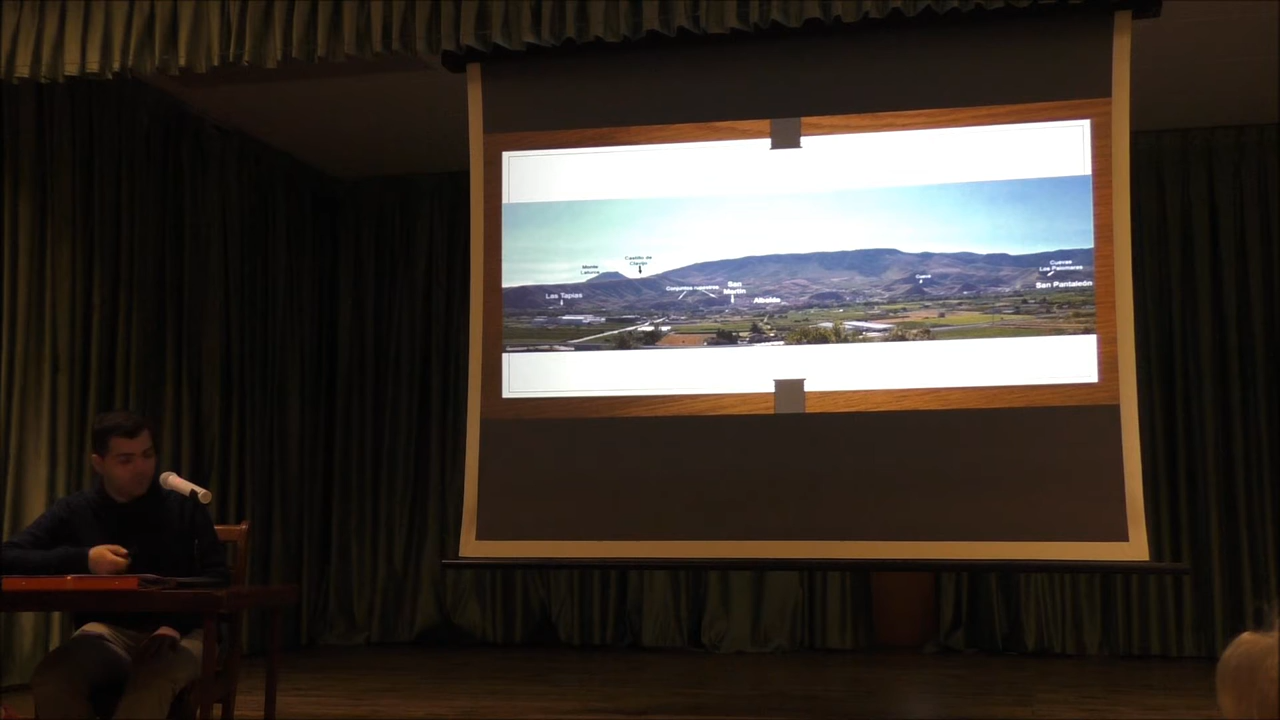 Monte
Laturce
Castillo de
Clavijo
Las Tapias
Conjuntos rupestres
San
Martín
Albelda
Cueva
Cuevas
Los Palomares
San Pantaleón